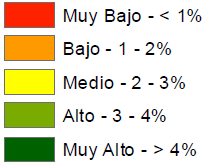 Muy Bajo - < 1%
Bajo - 1 - 2%
Medio - 2 - 3%
Alto - 3 - 4%
Muy Alto - > 4%